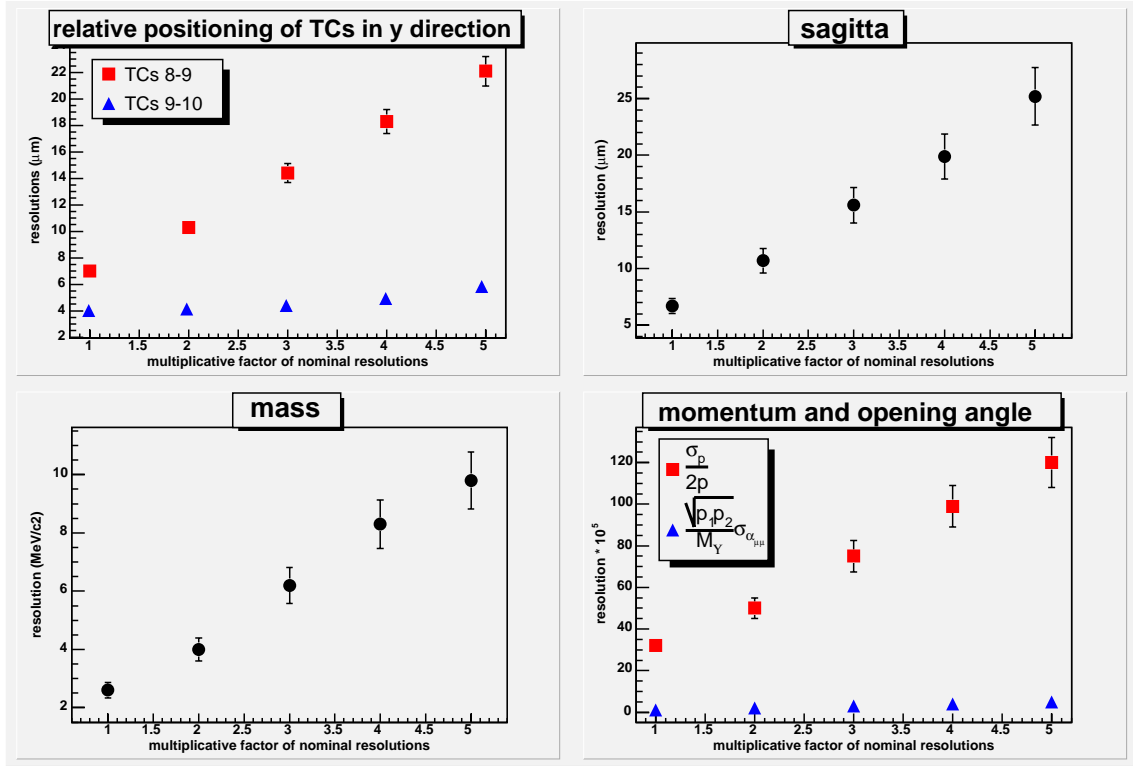 relative positioning of TCs in y direction
TCs 8-9
TCs 9-10
resolutions (μm)
22
20
18
16
14
12
10
8
6
4
2
1 1.5 2 2.5 3 3.5 4 4.5 5
multiplicative factor of nominal resolutions
sagitta
resolution (μm)
25
20
15
10
5
1 1.5 2 2.5 3 3.5 4 4.5 5
multiplicative factor of nominal resolutions
mass
resolution (MeV/c2)
10
8
6
4
2
1 1.5 2 2.5 3 3.5 4 4.5 5
multiplicative factor of nominal resolutions
momentum and opening angle
σp
2p
√p1p2
MΥ σαμμ
resolution * 10^5
120
100
80
60
40
20
0
1 1.5 2 2.5 3 3.5 4 4.5 5
multiplicative factor of nominal resolutions